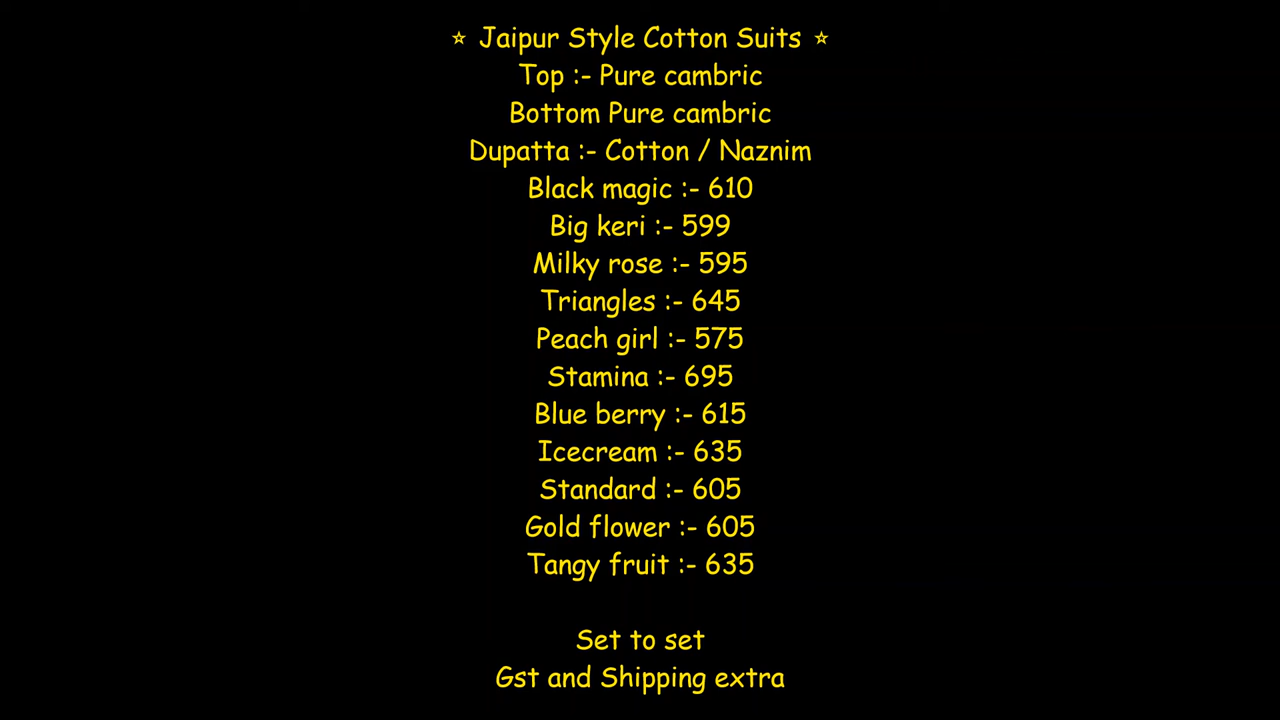 ⭐ Jaipur Style Cotton Suits ⭐
Top :- Pure cambric
Bottom Pure cambric
Dupatta :- Cotton / Naznim
Black magic :- 610
Big keri :- 599
Milky rose :- 595
Triangles :- 645
Peach girl :- 575
Stamina :- 695
Blue berry :- 615
Icecream :- 635
Standard :- 605
Gold flower :- 605
Tangy fruit :- 635
Set to set
Gst and Shipping extra